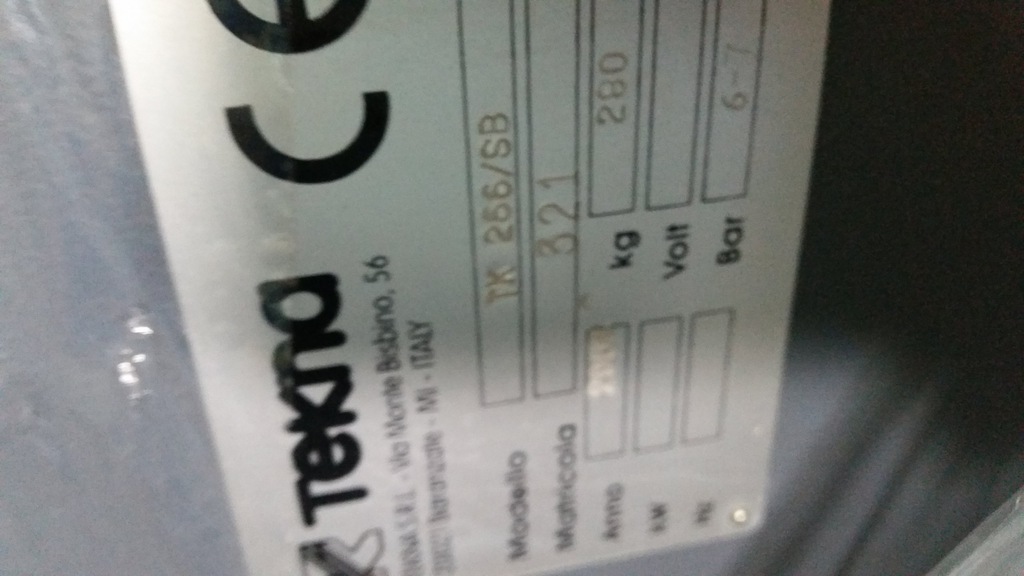 Tekna CE
Via Monte Bisbino, 56
Baranzate - MI - ITALY
Modello TK 266/SB
Matricola 321
Anno kg 280
KW Volt
Bar 6-7